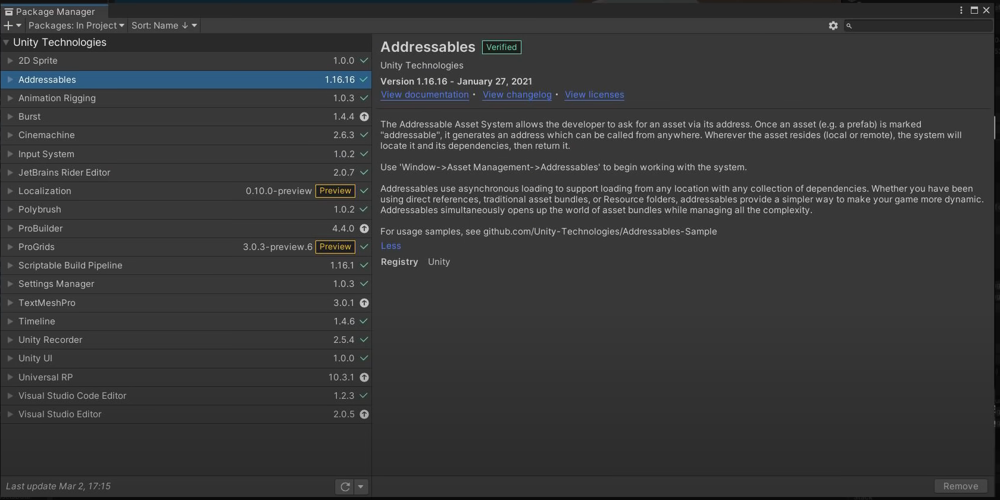 Package Manager
Packages: In Project Sort: Name ↓
Unity Technologies
2D Sprite 1.0.0
Addressables 1.16.16
Animation Rigging 1.0.3
Burst 1.4.4
Cinemachine 2.6.3
Input System 1.0.2
JetBrains Rider Editor 2.0.7
Localization 0.10.0-preview Preview
Polybrush 1.0.2
ProBuilder 4.4.0
ProGrids 3.0.3-preview.6 Preview
Scriptable Build Pipeline 1.16.1
Settings Manager 1.0.3
TextMeshPro 3.0.1
Timeline 1.4.6
Unity Recorder 2.5.4
Unity UI 1.0.0
Universal RP 10.3.1
Visual Studio Code Editor 1.2.3
Visual Studio Editor 2.0.5
Last update Mar 2, 17:15
Addressables Verified
Unity Technologies
Version 1.16.16 - January 27, 2021
View documentation • View changelog • View licenses
The Addressable Asset System allows the developer to ask for an asset via its address. Once an asset (e.g. a prefab) is marked
"addressable", it generates an address which can be called from anywhere. Wherever the asset resides (local or remote), the system will
locate it and its dependencies, then return it.
Use 'Window->Asset Management->Addressables' to begin working with the system.
Addressables use asynchronous loading to support loading from any location with any collection of dependencies. Whether you have been
using direct references, traditional asset bundles, or Resource folders, addressables provide a simpler way to make your game more dynamic.
Addressables simultaneously opens up the world of asset bundles while managing all the complexity.
For usage samples, see github.com/Unity-Technologies/Addressables-Sample
Less
Registry Unity
Remove